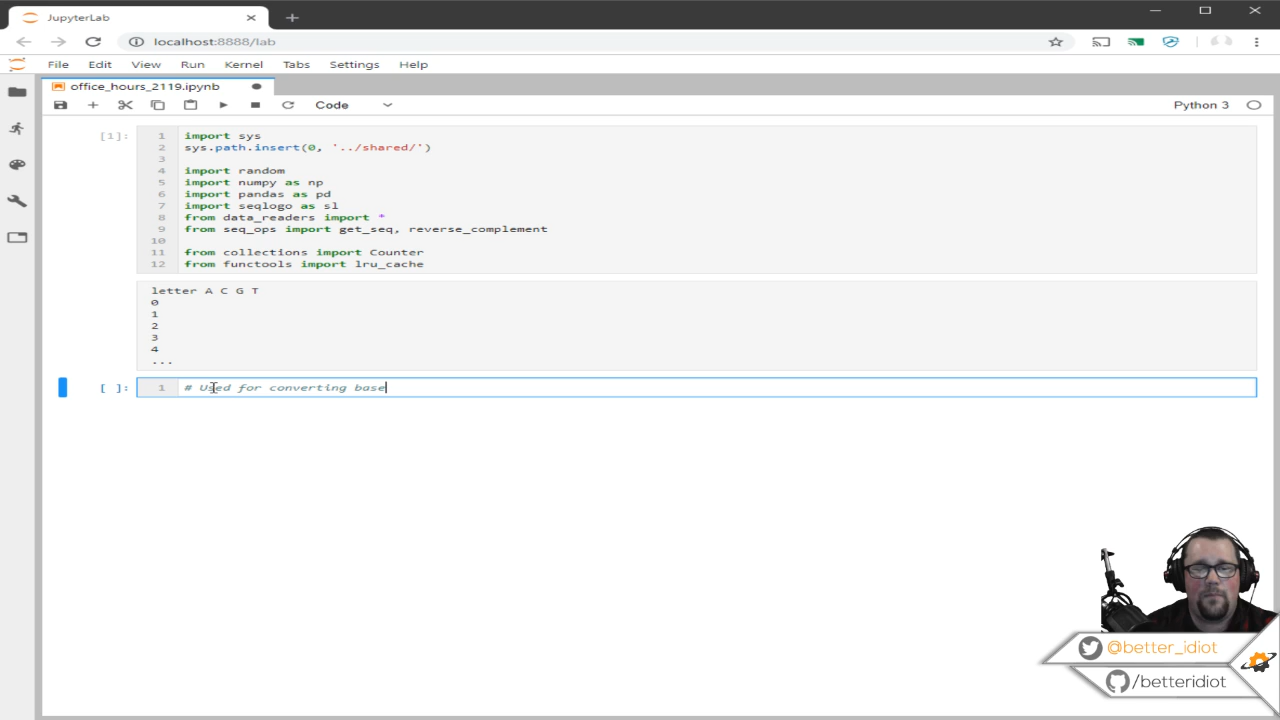 JupyterLab
localhost:8888/lab
File Edit View Run Kernel Tabs Settings Help
office_hours_2119.ipynb
Code
Python 3
[1]:
1 import sys
2 sys.path.insert(0, '../shared/')
3
4 import random
5 import numpy as np
6 import pandas as pd
7 import seqlogo as sl
8 from data_readers import *
9 from seq_ops import get_seq, reverse_complement
10
11 from collections import Counter
12 from functools import lru_cache
letter A C G T
0
1
2
3
4
...
[ ]:
1 # Used for converting base
@better_idiot
/betteridiot